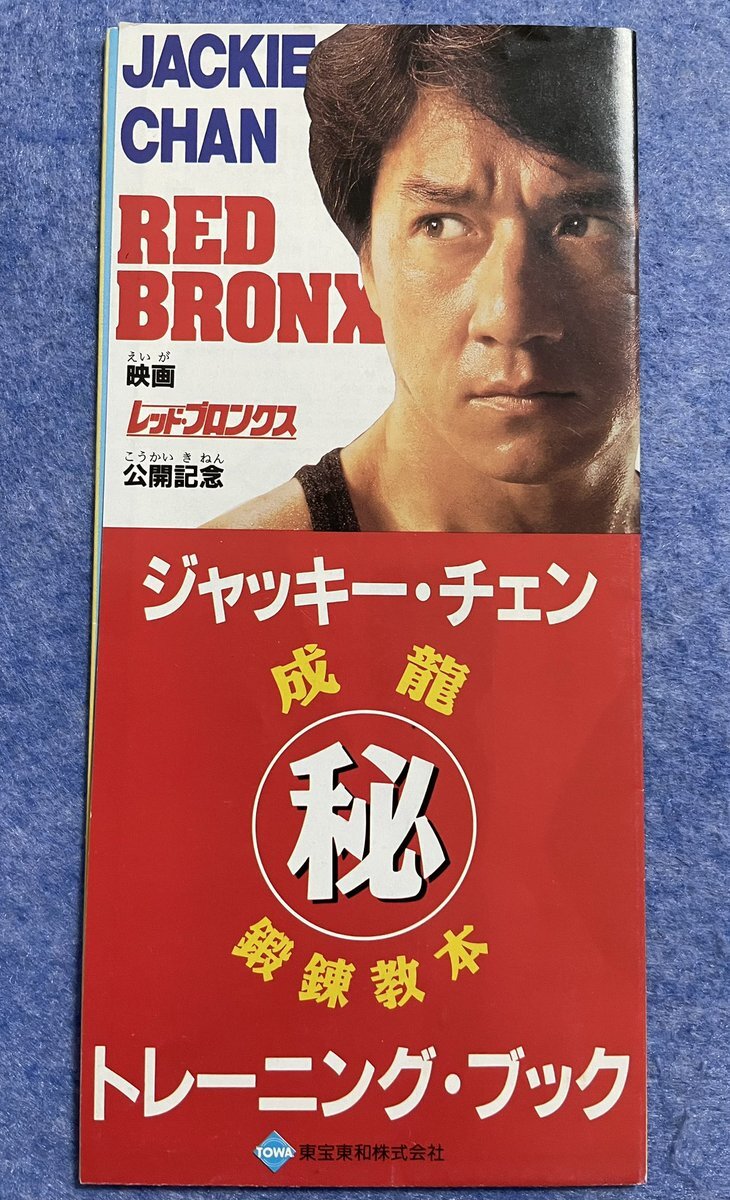 JACKIE
CHAN
RED
BRONX
えいが
映画
レッド・ブロンクス
こうかいきねん
公開記念
ジャッキー・チェン
成龍
秘
鍛錬教本
トレーニング・ブック
TOWA 東宝東和株式会社